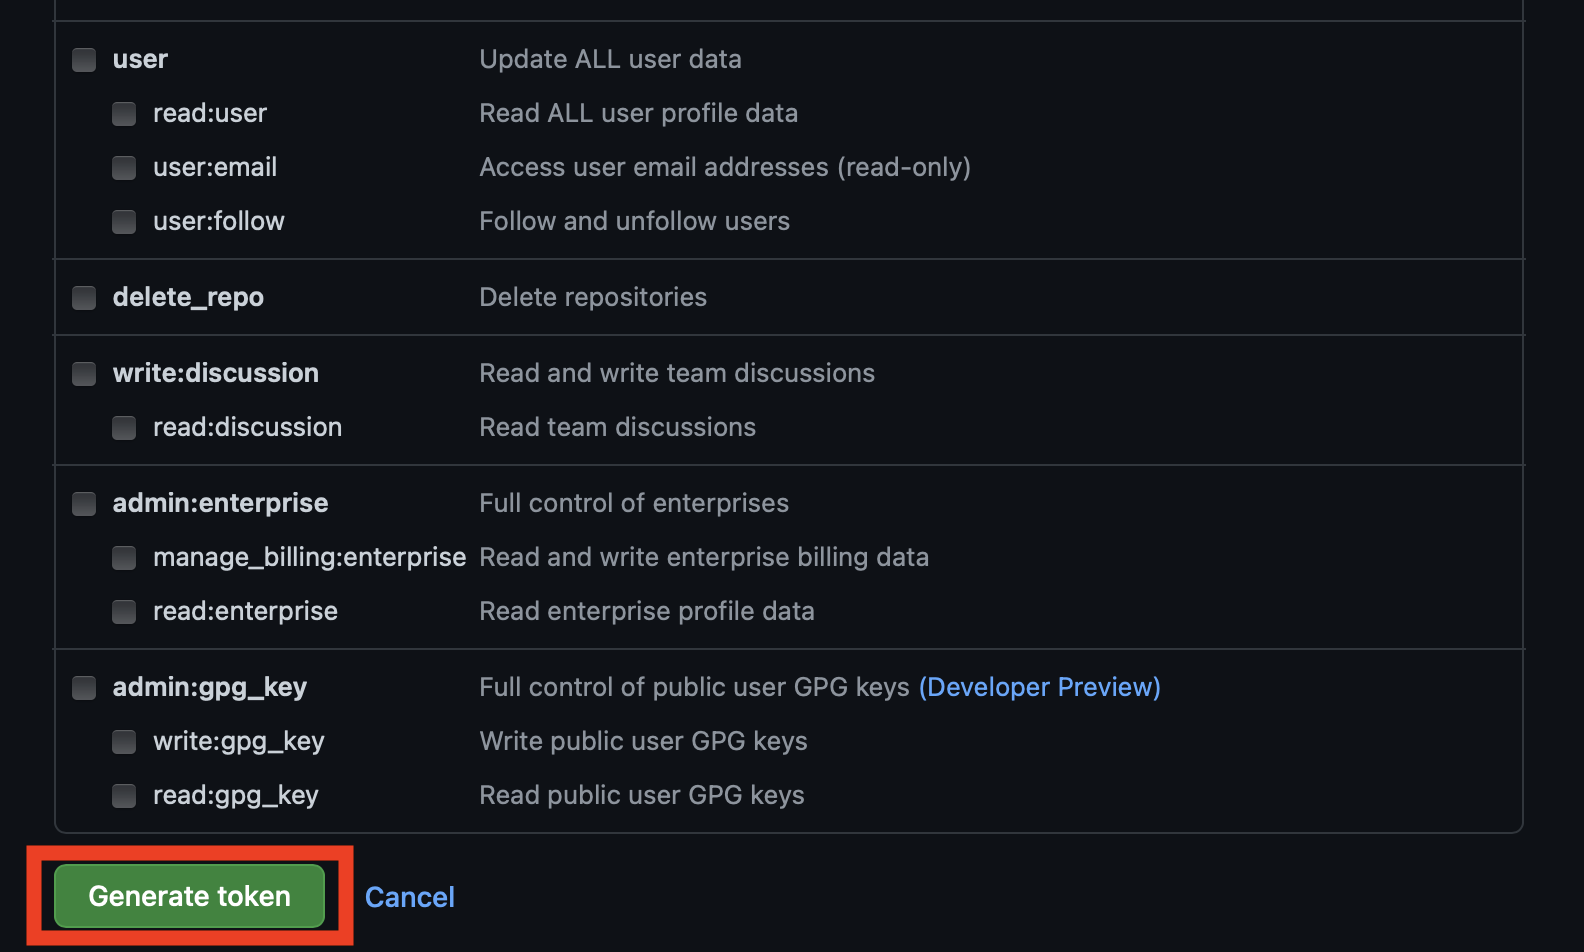 user Update ALL user data
read:user Read ALL user profile data
user:email Access user email addresses (read-only)
user:follow Follow and unfollow users
delete_repo Delete repositories
write:discussion Read and write team discussions
read:discussion Read team discussions
admin:enterprise Full control of enterprises
manage_billing:enterprise Read and write enterprise billing data
read:enterprise Read enterprise profile data
admin:gpg_key Full control of public user GPG keys (Developer Preview)
write:gpg_key Write public user GPG keys
read:gpg_key Read public user GPG keys
Generate token Cancel